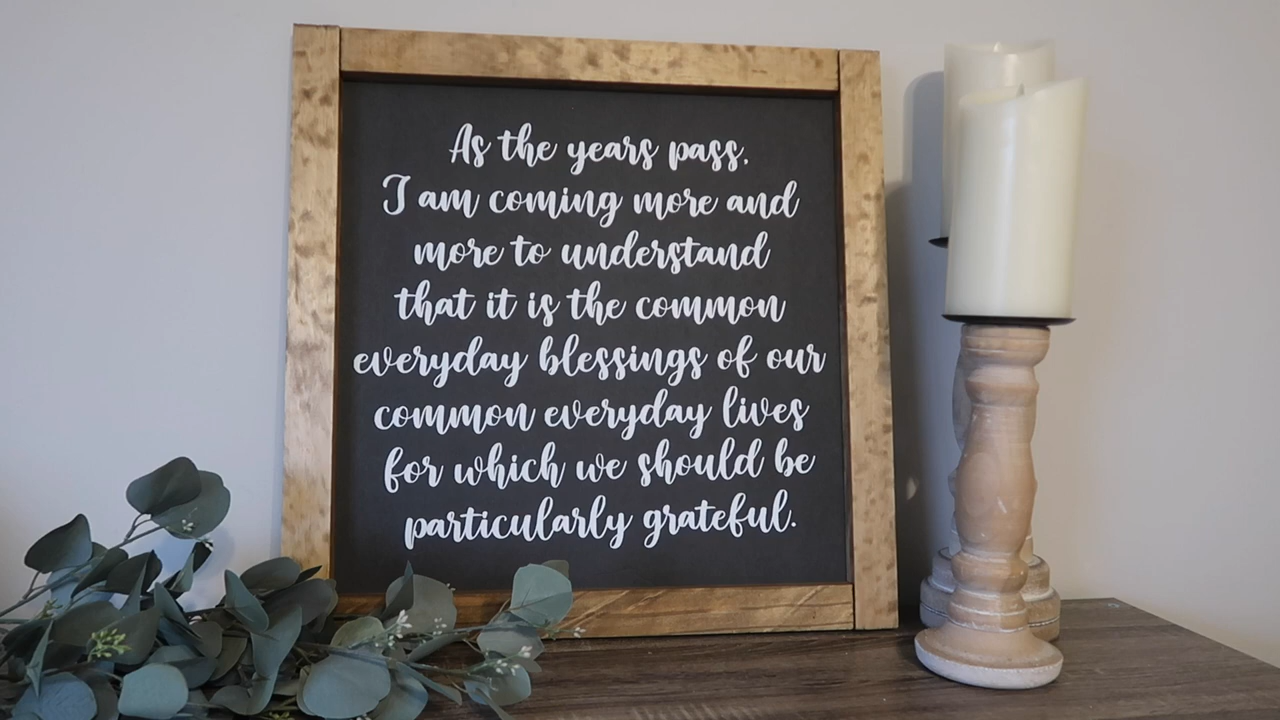 As the years pass,
I am coming more and
more to understand
that it is the common
everyday blessings of our
common everyday lives
for which we should be
particularly grateful.